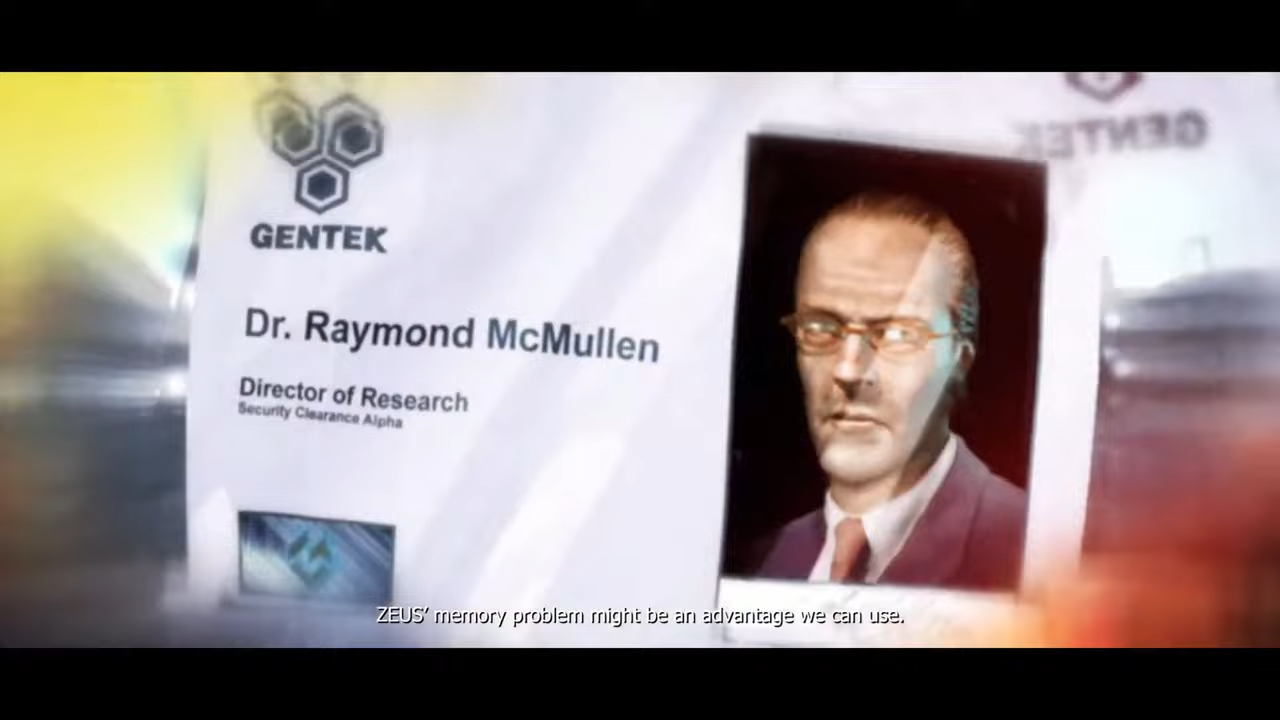 GENTEK
GENTEK
Dr. Raymond McMullen
Director of Research
Security Clearance Alpha
ZEUS’ memory problem might be an advantage we can use.